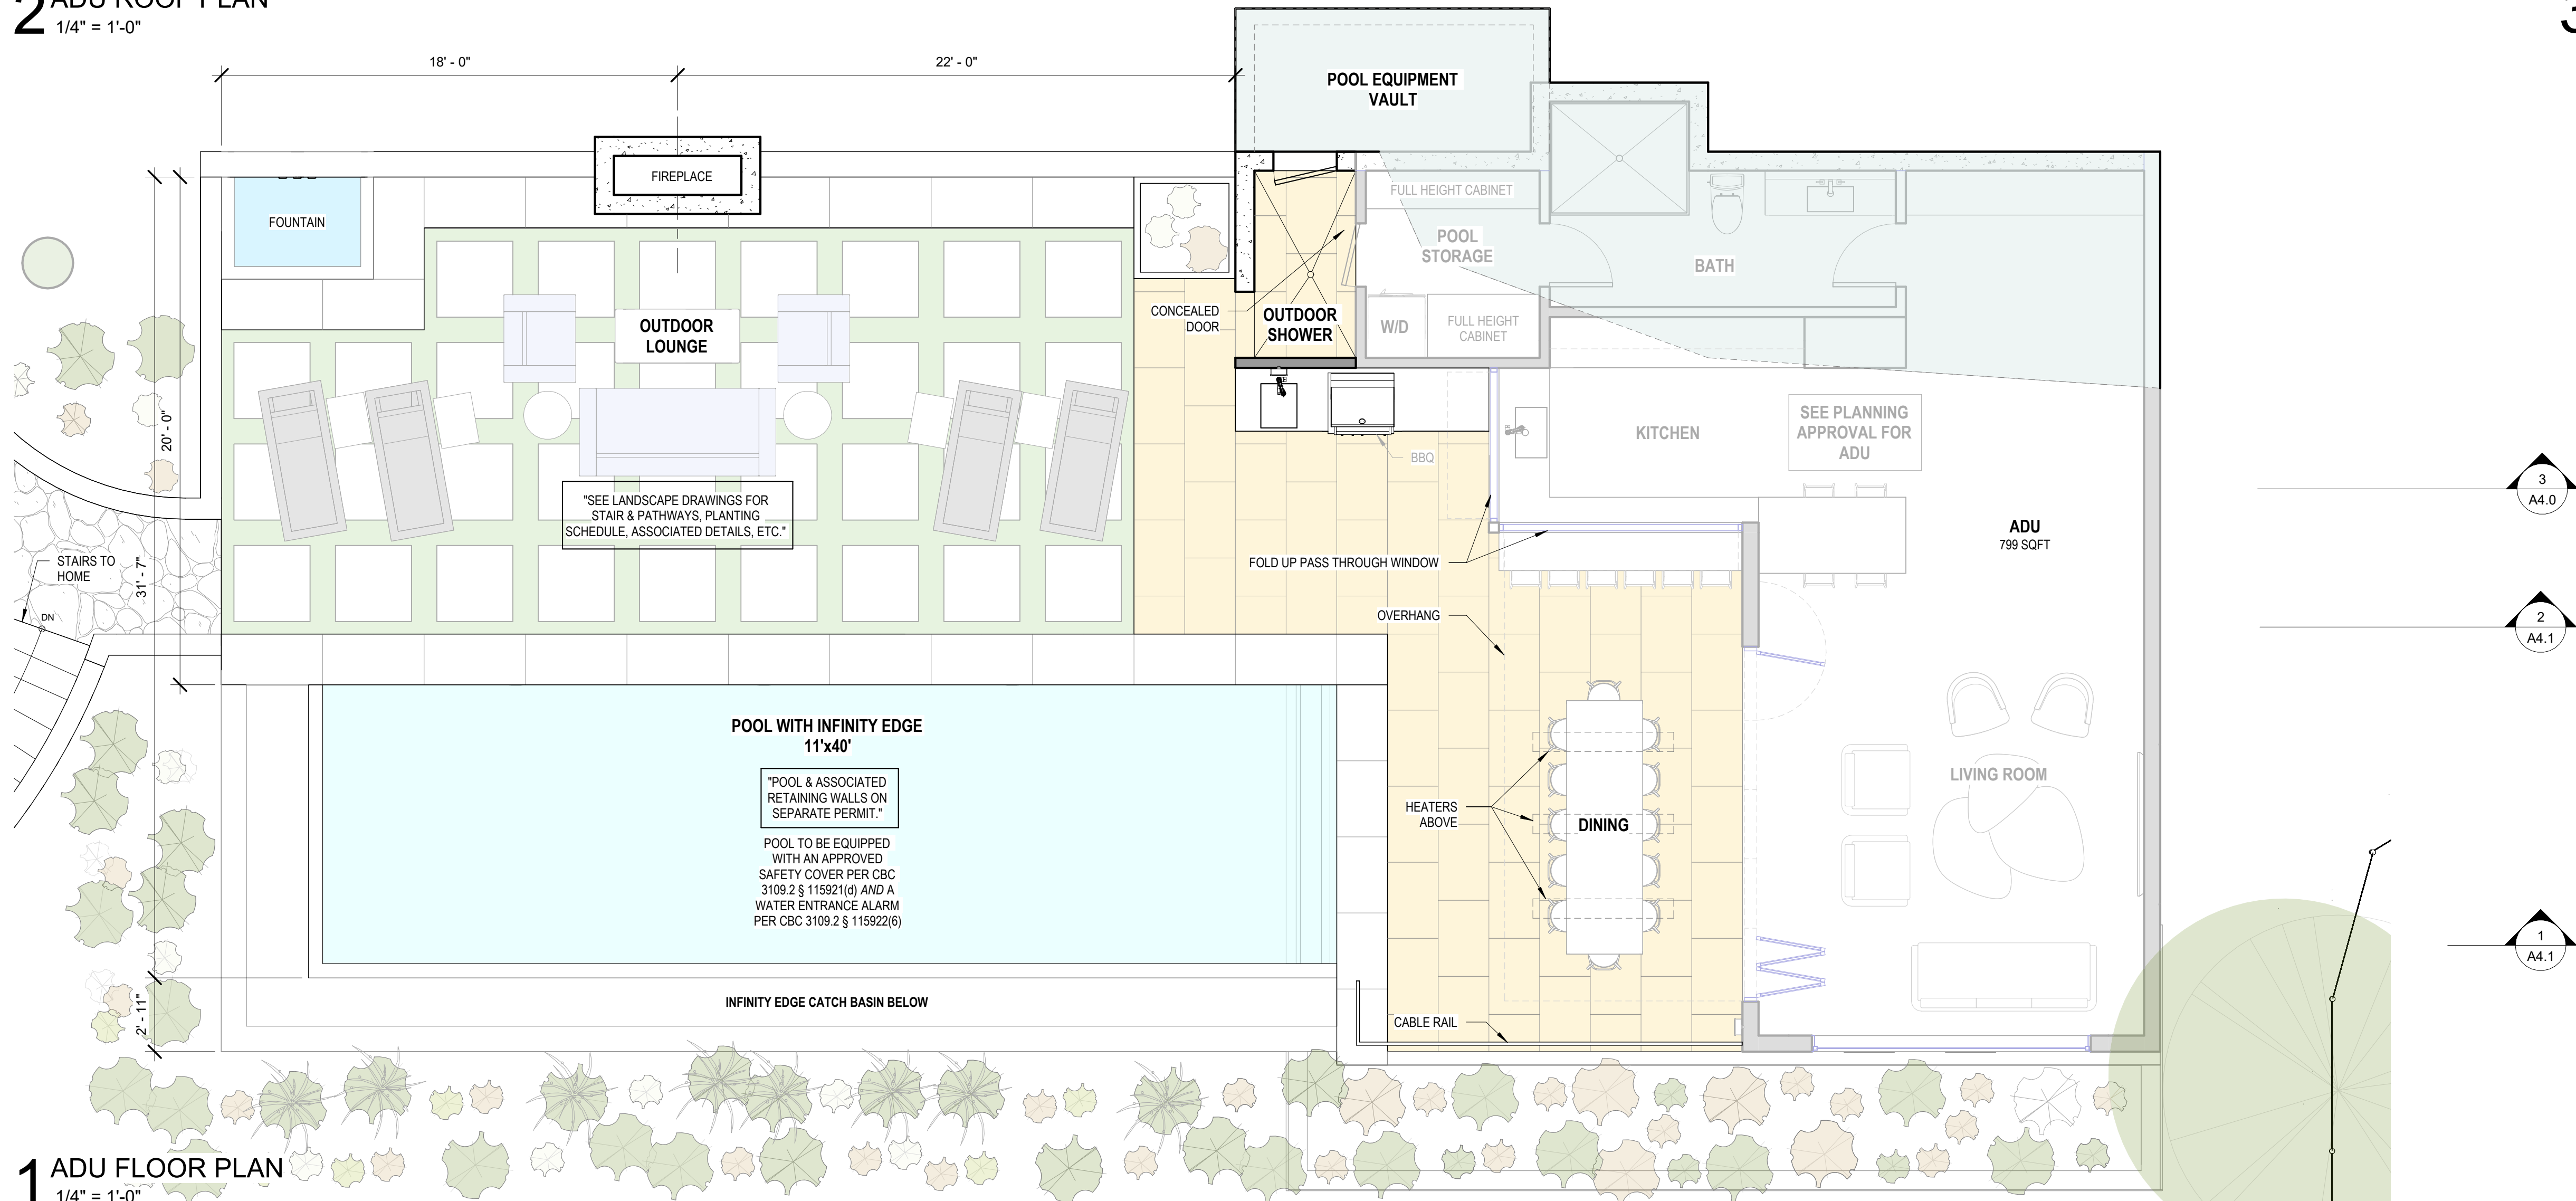 2 ADU ROOF PLAN
1/4" = 1'-0"
18' - 0"
22' - 0"
POOL EQUIPMENT
VAULT
FIREPLACE
FOUNTAIN
FULL HEIGHT CABINET
POOL
STORAGE
BATH
CONCEALED
DOOR
OUTDOOR
SHOWER
W/D
FULL HEIGHT
CABINET
OUTDOOR
LOUNGE
20' - 0"
31' - 7"
KITCHEN
SEE PLANNING
APPROVAL FOR
ADU
BBQ
"SEE LANDSCAPE DRAWINGS FOR
STAIR & PATHWAYS, PLANTING
SCHEDULE, ASSOCIATED DETAILS, ETC."
3
A4.0
ADU
799 SQFT
STAIRS TO
HOME
FOLD UP PASS THROUGH WINDOW
DN
OVERHANG
2
A4.1
POOL WITH INFINITY EDGE
11'x40'
"POOL & ASSOCIATED
RETAINING WALLS ON
SEPARATE PERMIT."
POOL TO BE EQUIPPED
WITH AN APPROVED
SAFETY COVER PER CBC
3109.2 § 115921(d) AND A
WATER ENTRANCE ALARM
PER CBC 3109.2 § 115922(6)
HEATERS
ABOVE
DINING
LIVING ROOM
1
A4.1
2' - 11"
INFINITY EDGE CATCH BASIN BELOW
CABLE RAIL
1 ADU FLOOR PLAN
1/4" = 1'-0"